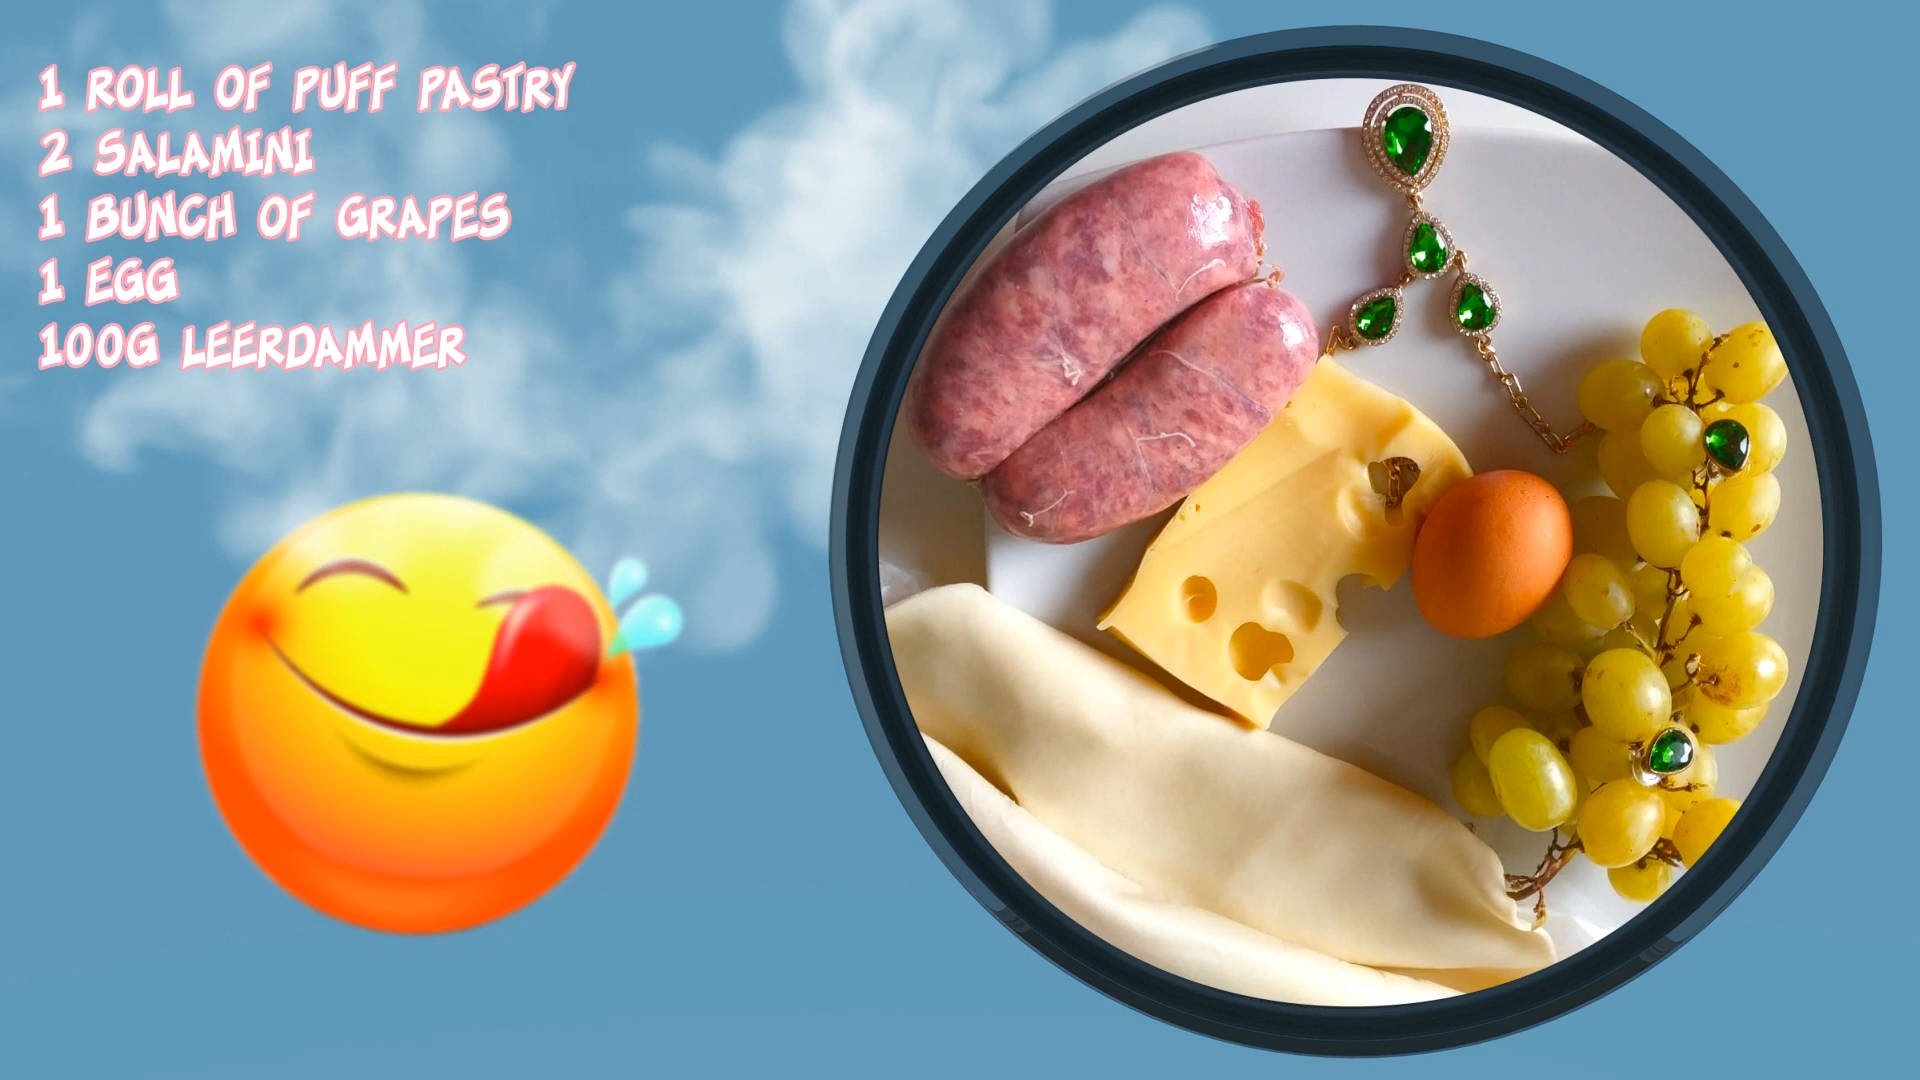 1 ROLL OF PUFF PASTRY
2 SALAMINI
1 BUNCH OF GRAPES
1 EGG
100G LEERDAMMER